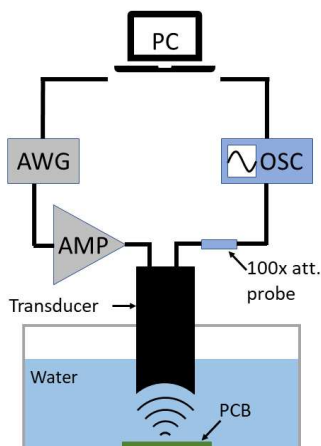 PC
AWG
OSC
AMP
100x att.
probe
Transducer
Water
PCB